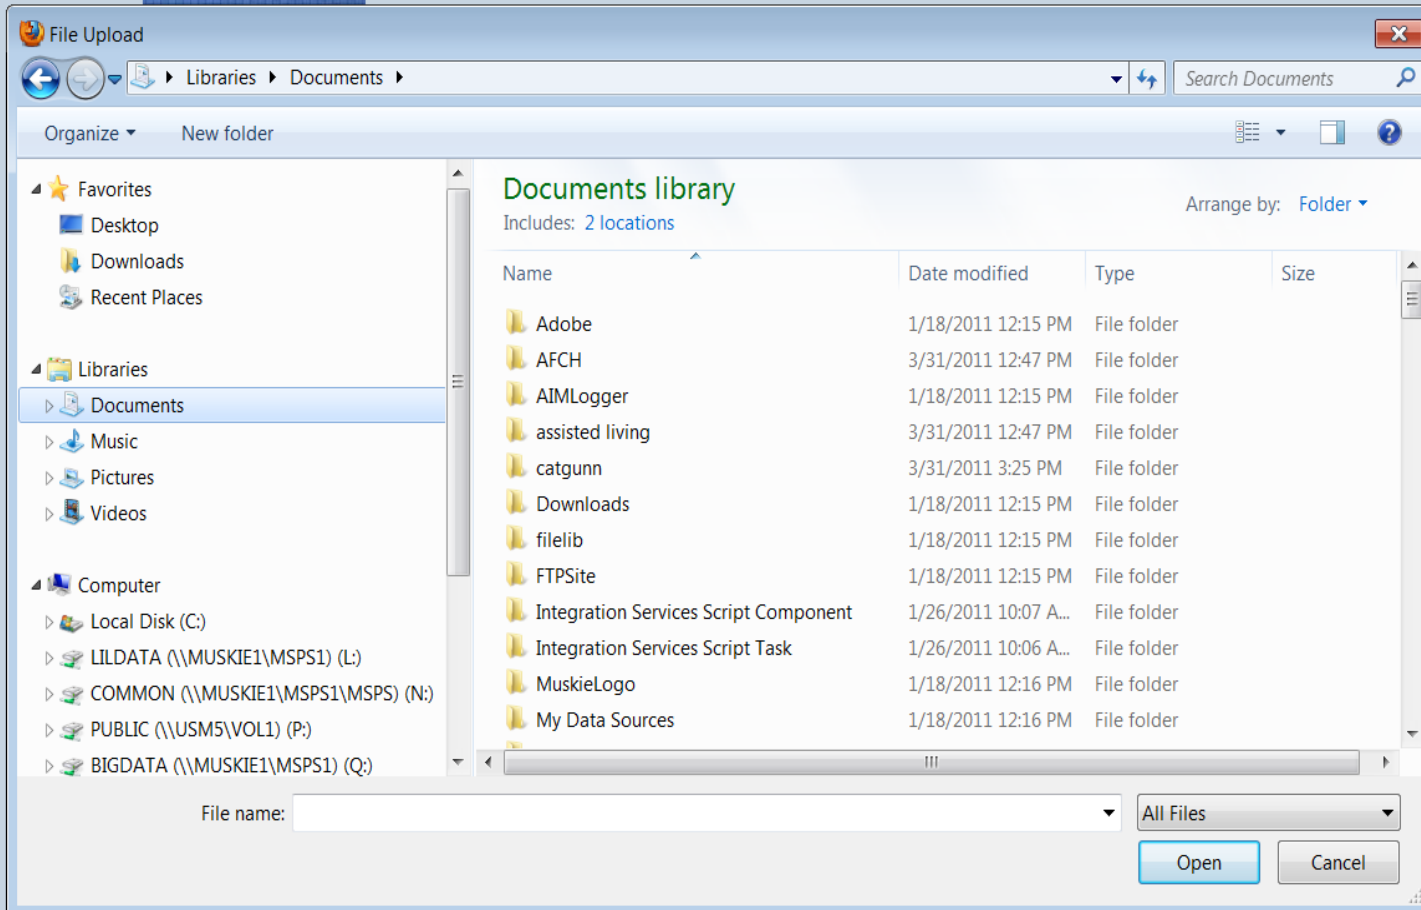 File Upload
Libraries Documents
Search Documents
Organize New folder
Favorites
Desktop
Downloads
Recent Places
Libraries
Documents
Music
Pictures
Videos
Computer
Local Disk (C:)
LILDATA (\\MUSKIE1\MSPS1) (L:)
COMMON (\\MUSKIE1\MSPS1\MSPS) (N:)
PUBLIC (\\USM5\VOL1) (P:)
BIGDATA (\\MUSKIE1\MSPS1) (Q:)
Documents library
Includes: 2 locations
Arrange by: Folder
Name Date modified Type Size
Adobe 1/18/2011 12:15 PM File folder
AFCH 3/31/2011 12:47 PM File folder
AIMLogger 1/18/2011 12:15 PM File folder
assisted living 3/31/2011 12:47 PM File folder
catgunn 3/31/2011 3:25 PM File folder
Downloads 1/18/2011 12:15 PM File folder
filelib 1/18/2011 12:15 PM File folder
FTPSite 1/18/2011 12:15 PM File folder
Integration Services Script Component 1/26/2011 10:07 A... File folder
Integration Services Script Task 1/26/2011 10:06 A... File folder
MuskieLogo 1/18/2011 12:16 PM File folder
My Data Sources 1/18/2011 12:16 PM File folder
File name:
All Files
Open Cancel